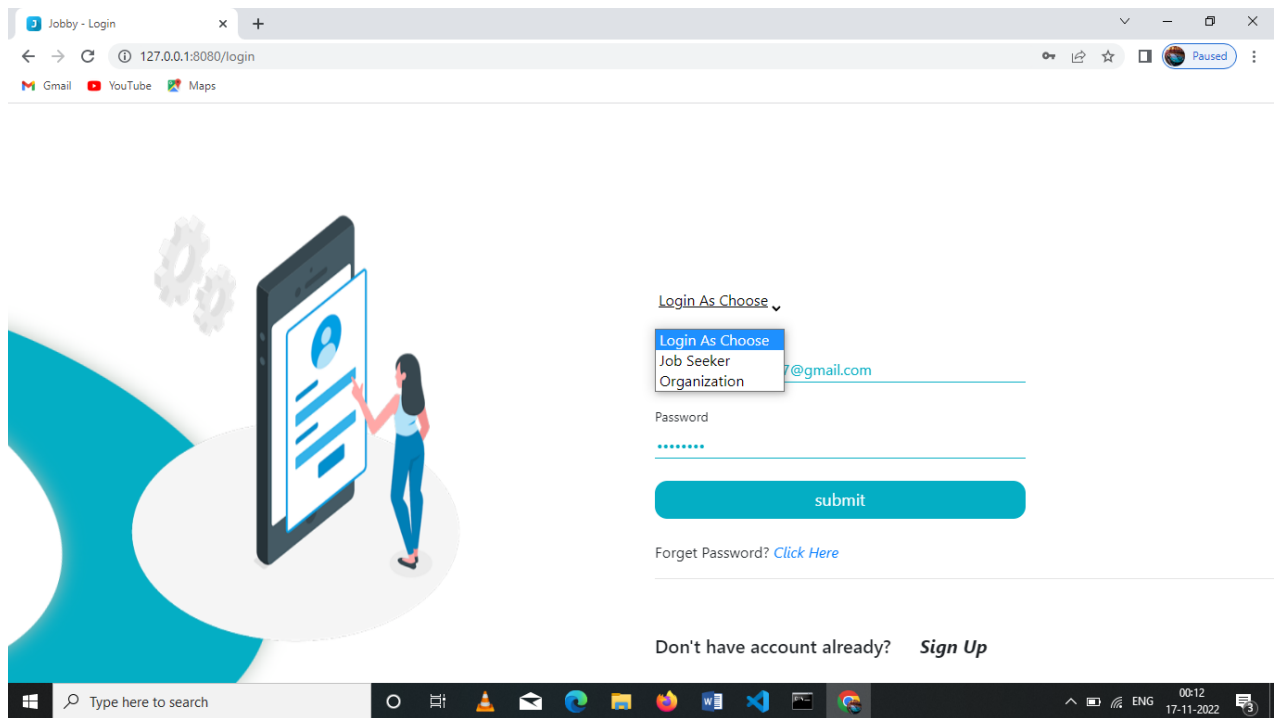 Jobby - Login
127.0.0.1:8080/login
Paused
Gmail YouTube Maps
Login As Choose
Login As Choose
Job Seeker
Organization
7@gmail.com
Password
submit
Forget Password? Click Here
Don't have account already? Sign Up
Type here to search
ENG
00:12
17-11-2022
3